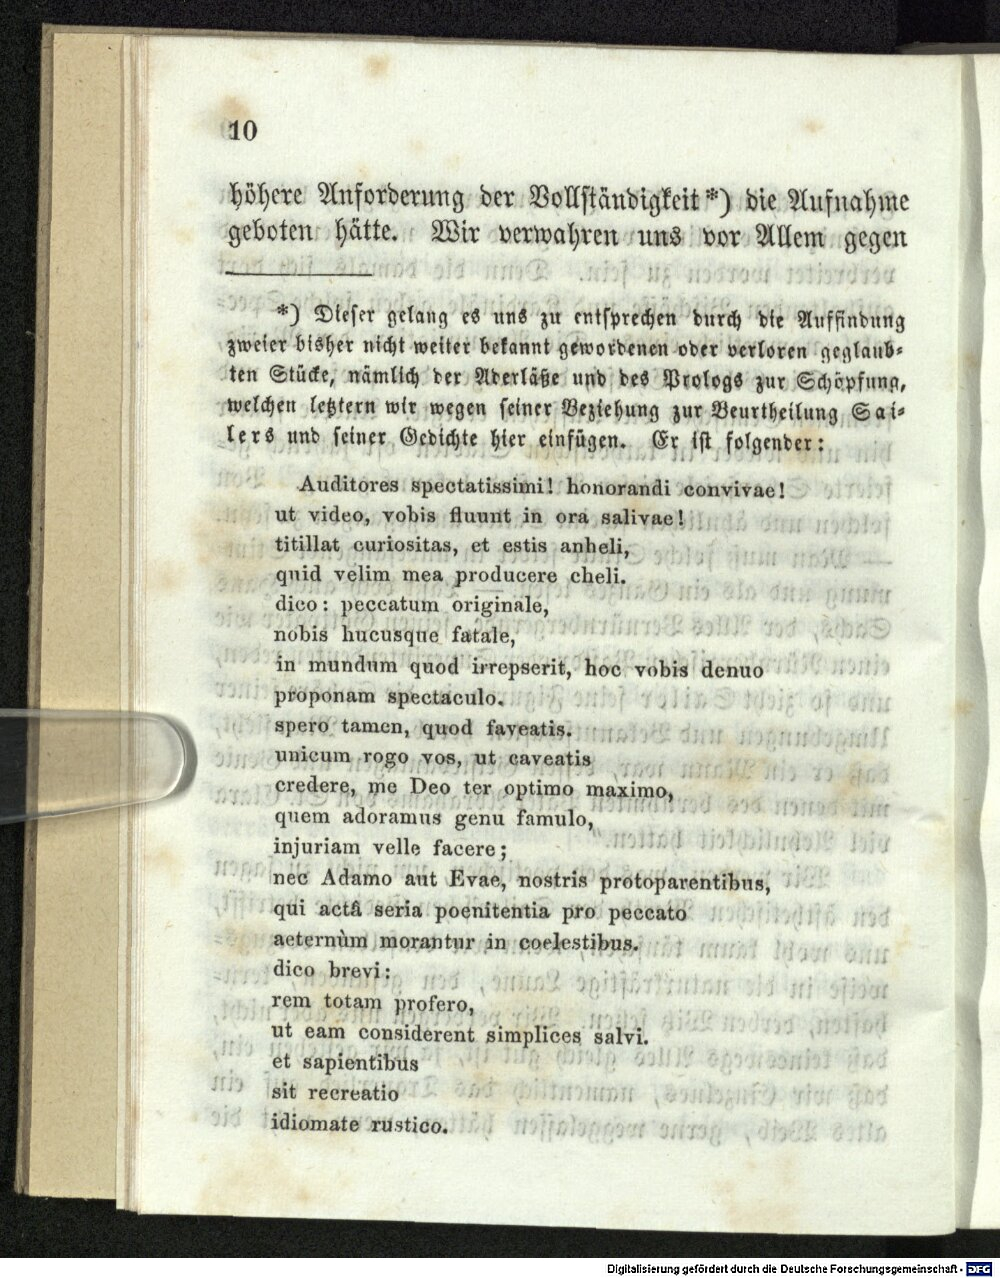 10
höhere Anforderung der Vollständigkeit *) die Aufnahme
geboten hätte. Wir verwahren uns vor Allem gegen
*) Dieser gelang es uns zu entsprechen durch die Auffindung
zweier bisher nicht weiter bekannt gewordenen oder verloren geglaub-
ten Stücke, nämlich der Aderläße und des Prologs zur Schöpfung,
welchen letztern wir wegen seiner Beziehung zur Beurtheilung Sai-
lers und seiner Gedichte hier einfügen. Er ist folgender:
Auditores spectatissimi! honorandi convivae!
ut video, vobis fluunt in ora salivae!
titillat curiositas, et estis anheli,
quid velim mea producere cheli.
dico: peccatum originale,
nobis hucusque fatale,
in mundum quod irrepserit, hoc vobis denuo
proponam spectaculo.
spero tamen, quod faveatis.
unicum rogo vos, ut caveatis
credere, me Deo ter optimo maximo,
quem adoramus genu famulo,
injuriam velle facere;
nec Adamo aut Evae, nostris protoparentibus,
qui actâ seria poenitentia pro peccato
aeternùm morantur in coelestibus.
dico brevi:
rem totam profero,
ut eam considerent simplices salvi.
et sapientibus
sit recreatio
idiomate rustico.
Digitalisierung gefördert durch die Deutsche Forschungsgemeinschaft - DFG